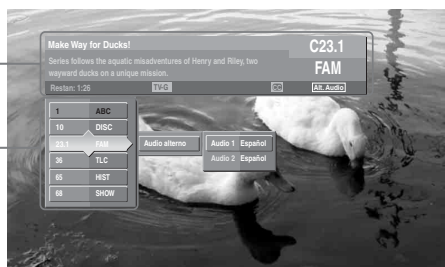 Make Way for Ducks!
C23.1
Series follows the aquatic misadventures of Henry and Riley, two
wayward ducks on a unique mission.
FAM
Restan: 1:26 TV-G CC Alt. Audio
1 ABC
10 DISC
23.1 FAM Audio alterno Audio 1 Español
Audio 2 Español
36 TLC
65 HIST
68 SHOW